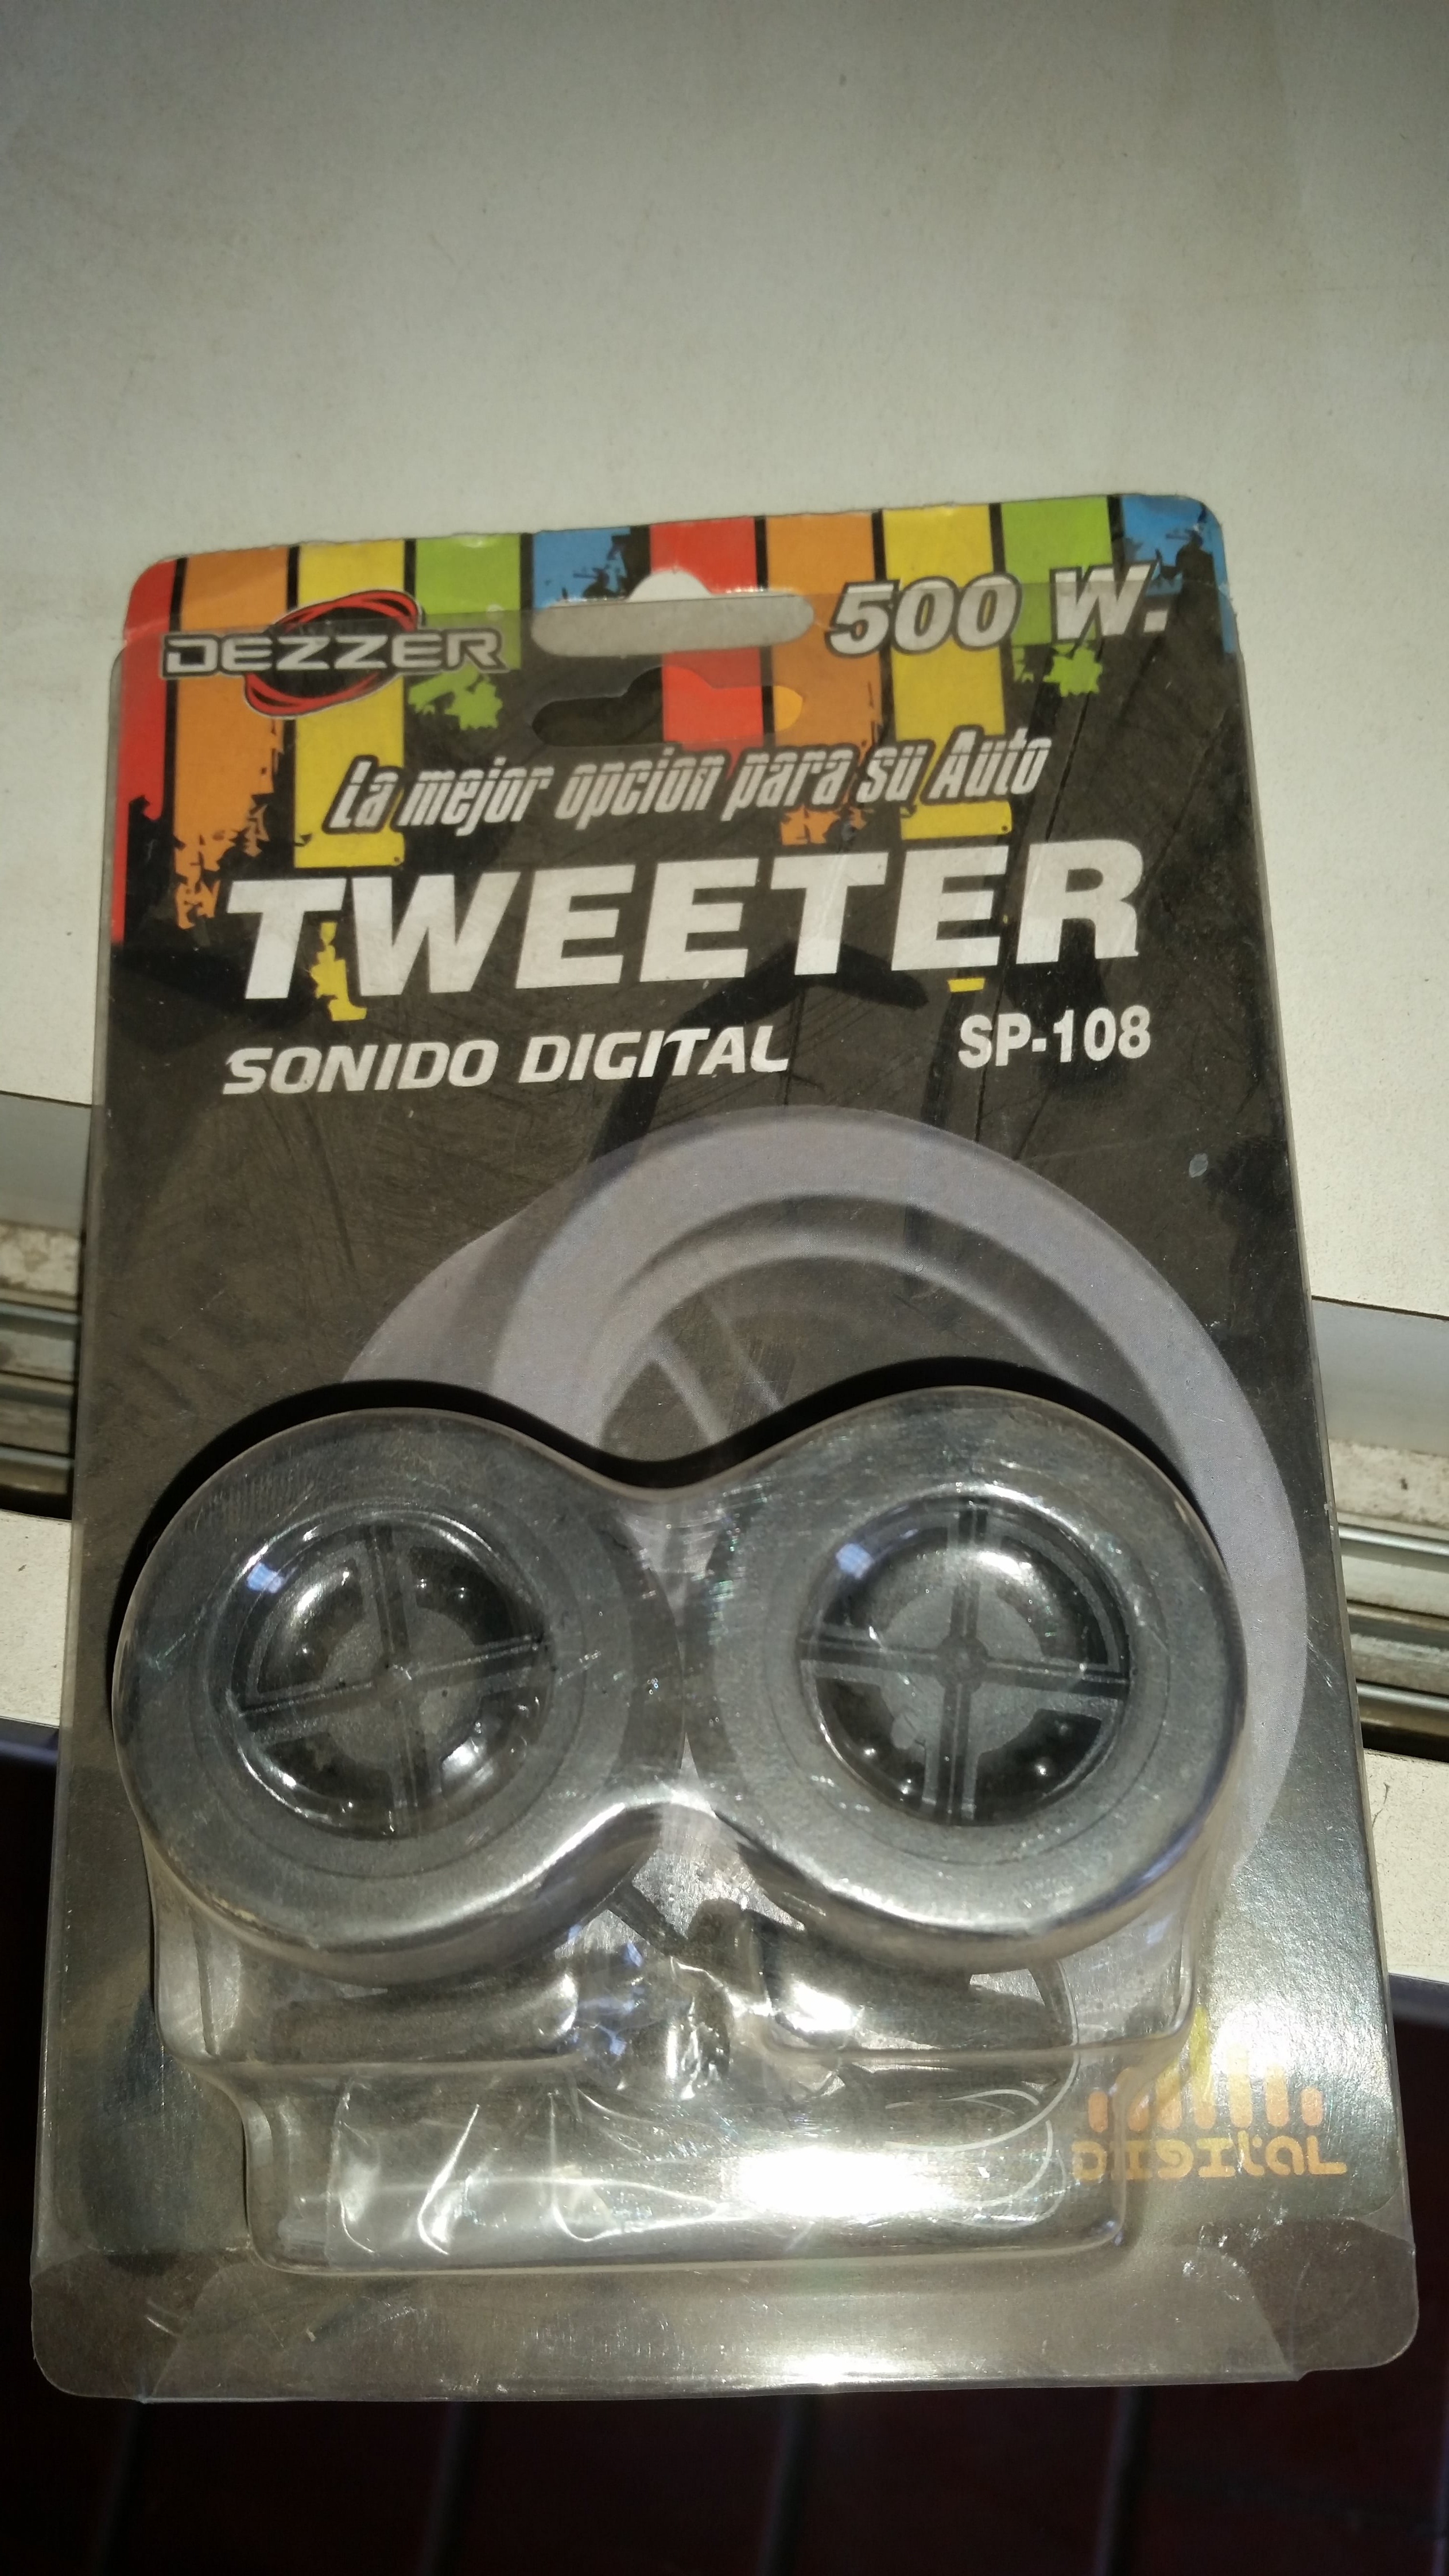 DEZZER
500 W.
La mejor opcion para su Auto
TWEETER
SONIDO DIGITAL
SP-108
DIGITAL